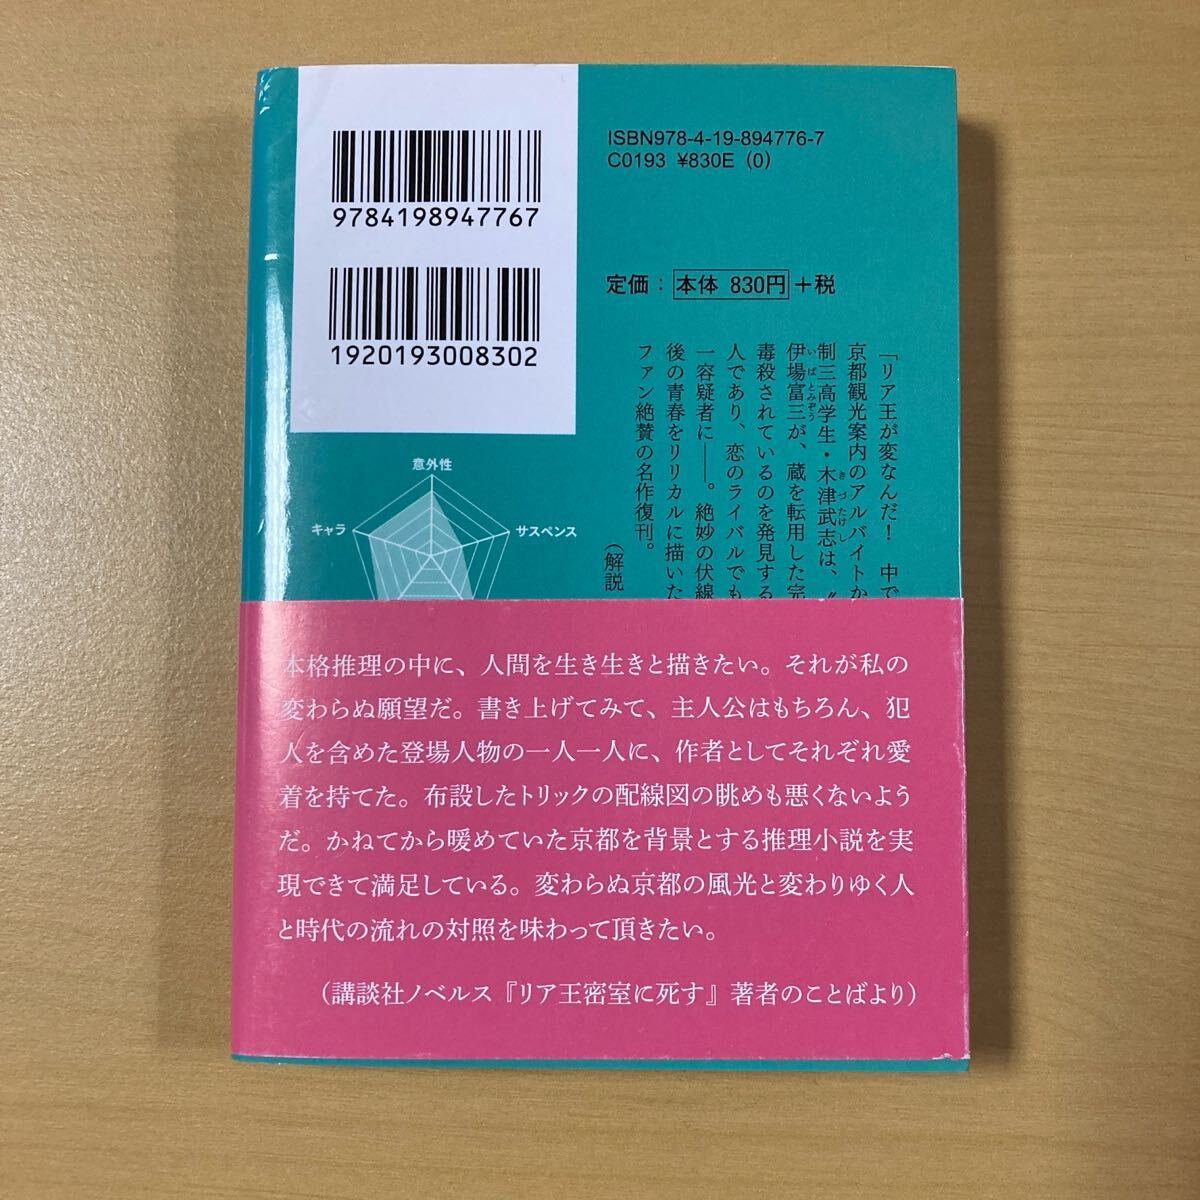 9784198947767
1920193008302
ISBN978-4-19-894776-7
C0193 ¥830E (0)
定価：本体 830円＋税
「リア王が変なんだ！ 中で
京都観光案内のアルバイトか
制三高学生・木津武志は、〝
きづたけし
伊場富三が、蔵を転用した完
いばとみぞう
毒殺されているのを発見する
人であり、恋のライバルでも
一容疑者に――。絶妙の伏線
後の青春をリリカルに描いた
ファン絶賛の名作復刊。
（解説
意外性
キャラ
サスペンス
本格推理の中に、人間を生き生きと描きたい。それが私の
変わらぬ願望だ。書き上げてみて、主人公はもちろん、犯
人を含めた登場人物の一人一人に、作者としてそれぞれ愛
着を持てた。布設したトリックの配線図の眺めも悪くないよう
だ。かねてから暖めていた京都を背景とする推理小説を実
現できて満足している。変わらぬ京都の風光と変わりゆく人
と時代の流れの対照を味わって頂きたい。
（講談社ノベルス『リア王密室に死す』著者のことばより）